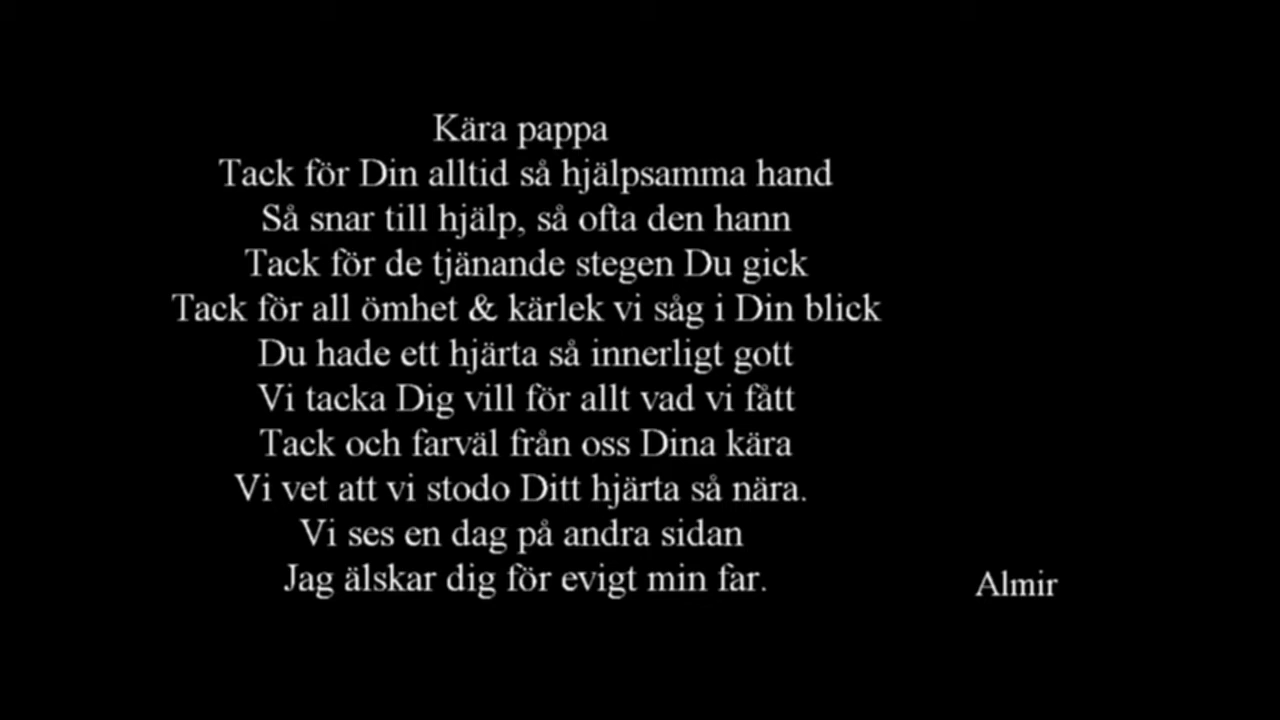 Kära pappa
Tack för Din alltid så hjälpsamma hand
Så snar till hjälp, så ofta den hann
Tack för de tjänande stegen Du gick
Tack för all ömhet & kärlek vi såg i Din blick
Du hade ett hjärta så innerligt gott
Vi tacka Dig vill för allt vad vi fått
Tack och farväl från oss Dina kära
Vi vet att vi stodo Ditt hjärta så nära.
Vi ses en dag på andra sidan
Jag älskar dig för evigt min far.
Almir